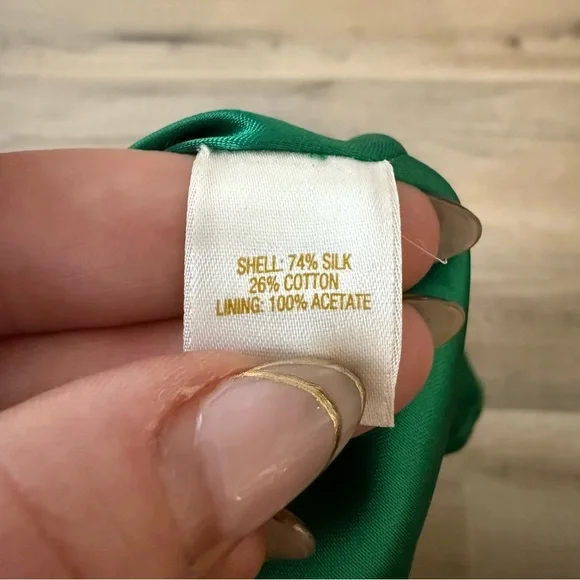 SHELL: 74% SILK
26% COTTON
LINING: 100% ACETATE